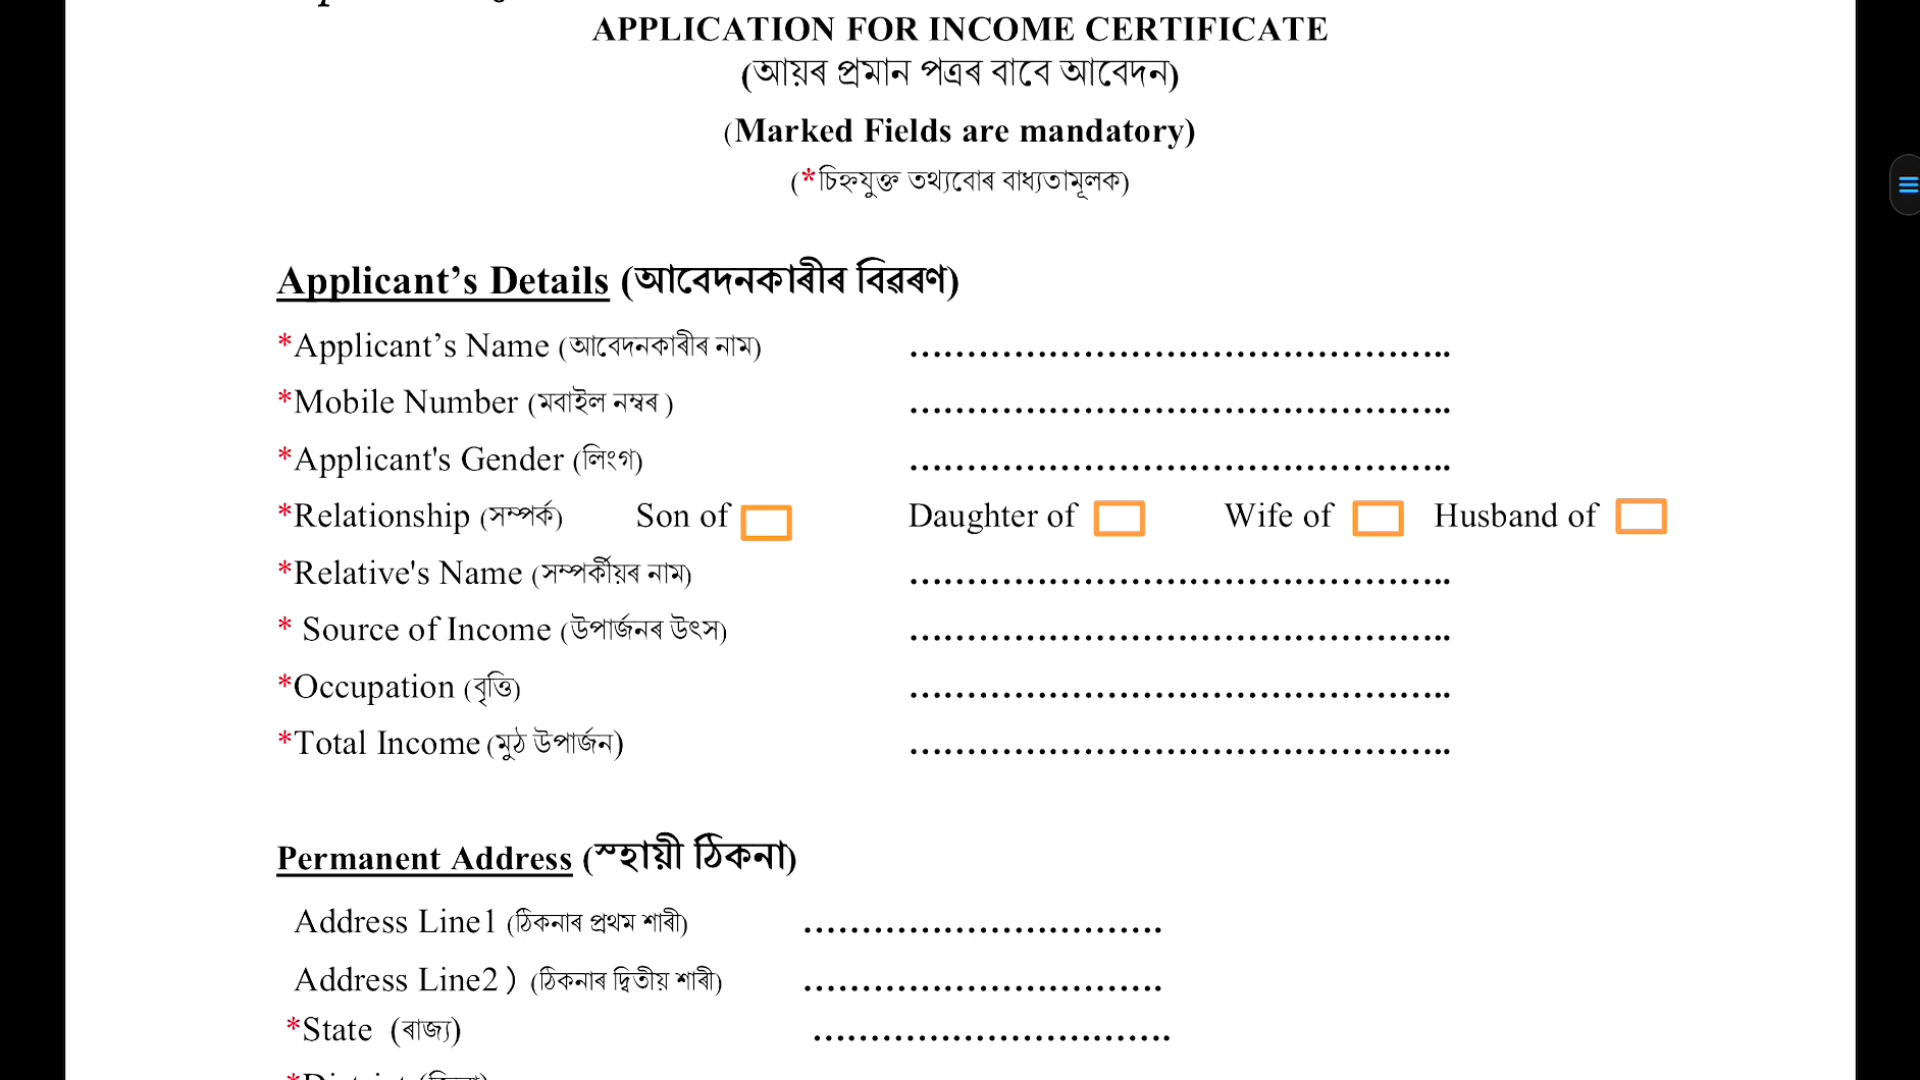 APPLICATION FOR INCOME CERTIFICATE
(আয়ৰ প্ৰমান পত্ৰৰ বাবে আবেদন)
(Marked Fields are mandatory)
(*চিহ্নযুক্ত তথ্যবোৰ বাধ্যতামূলক)
Applicant’s Details (আবেদনকাৰীৰ বিৱৰণ)
*Applicant’s Name (আবেদনকাৰীৰ নাম) ……………………………………………..
*Mobile Number (মবাইল নম্বৰ ) ……………………………………………..
*Applicant's Gender (লিংগ) ……………………………………………..
*Relationship (সম্পৰ্ক) Son of Daughter of Wife of Husband of
*Relative's Name (সম্পৰ্কীয়ৰ নাম) ……………………………………………..
* Source of Income (উপাৰ্জনৰ উৎস) ……………………………………………..
*Occupation (বৃত্তি) ……………………………………………..
*Total Income (মুঠ উপাৰ্জন) ……………………………………………..
Permanent Address (স্হায়ী ঠিকনা)
Address Line1 (ঠিকনাৰ প্ৰথম শাৰী) …………………………….
Address Line2) (ঠিকনাৰ দ্বিতীয় শাৰী) …………………………….
*State (ৰাজ্য) …………………………….